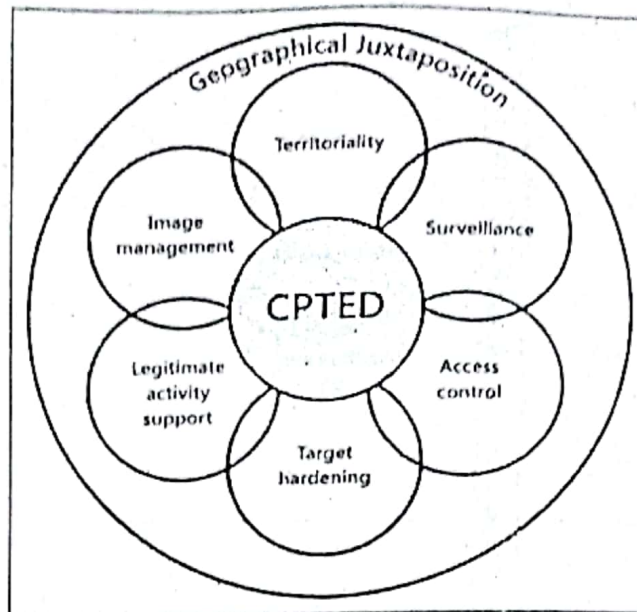 Geographical Juxtaposition
Territoriality
Image
management
Surveillance
CPTED
Legitimate
activity
support
Access
control
Target
hardening